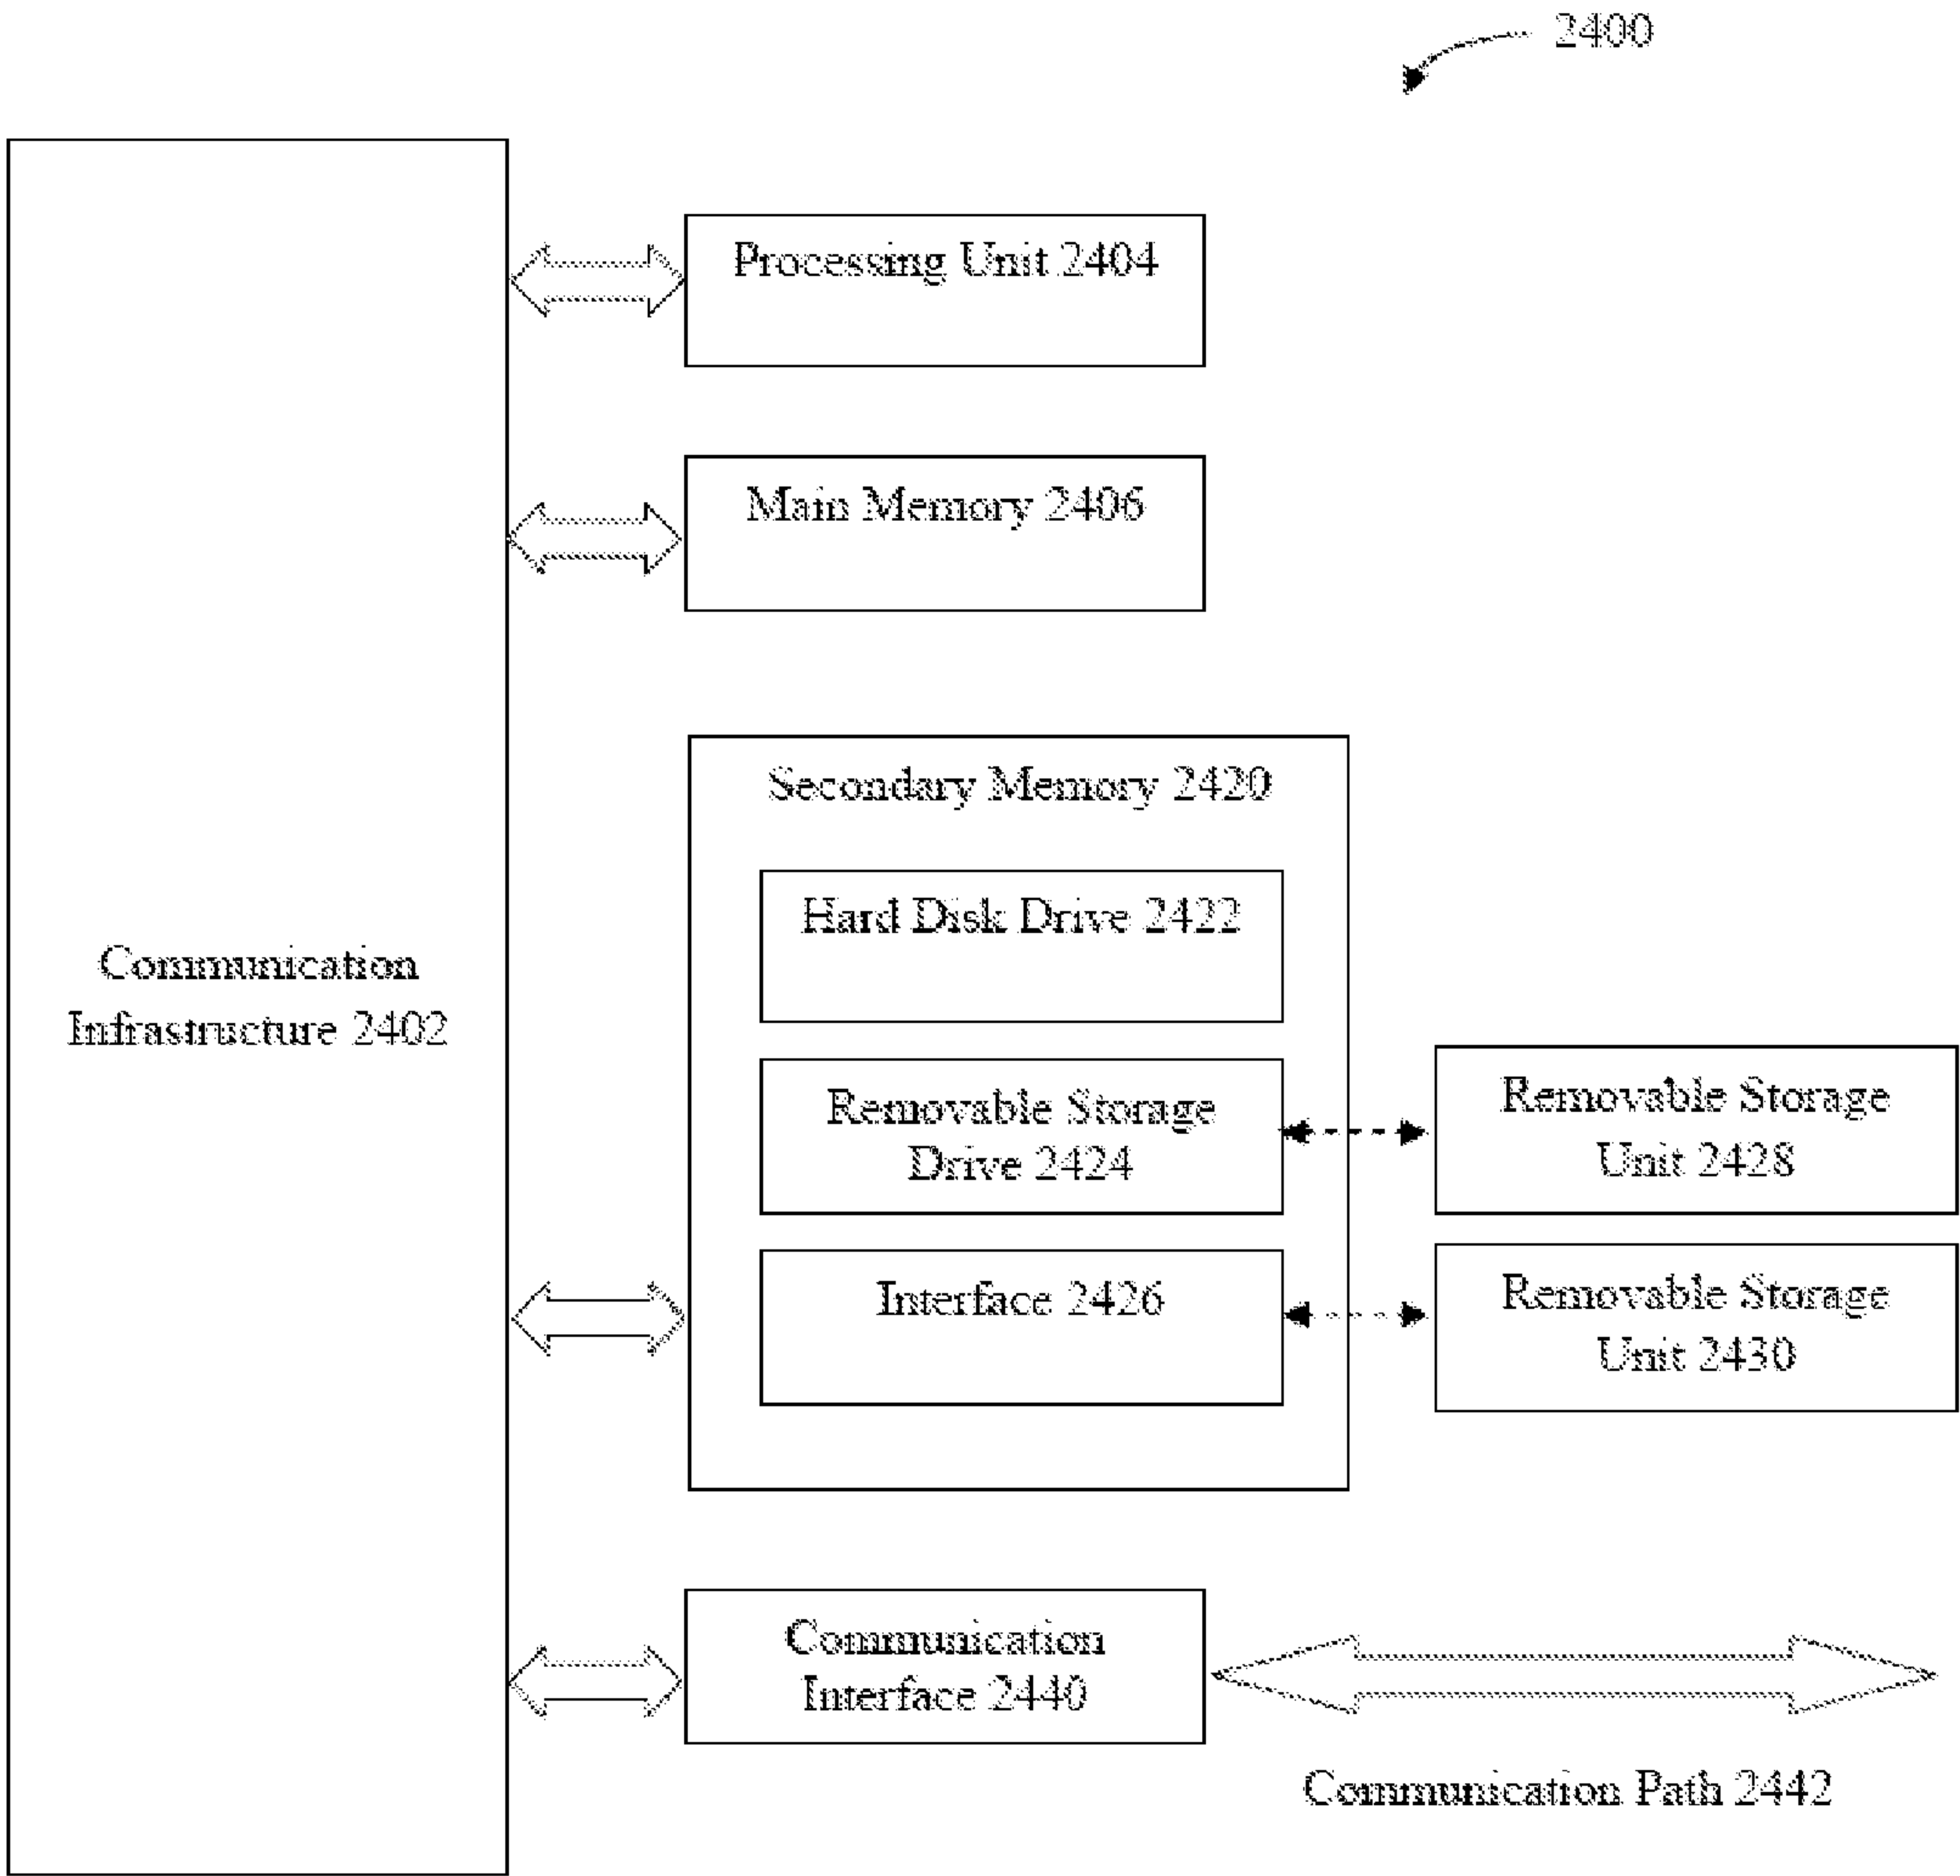 2400
Processing Unit 2404
Main Memory 2406
Secondary Memory 2420
Hard Disk Drive 2422
Communication
Infrastructure 2402
Removable Storage
Drive 2424
Removable Storage
Unit 2428
Interface 2426
Removable Storage
Unit 2430
Communication
Interface 2440
Communication Path 2442